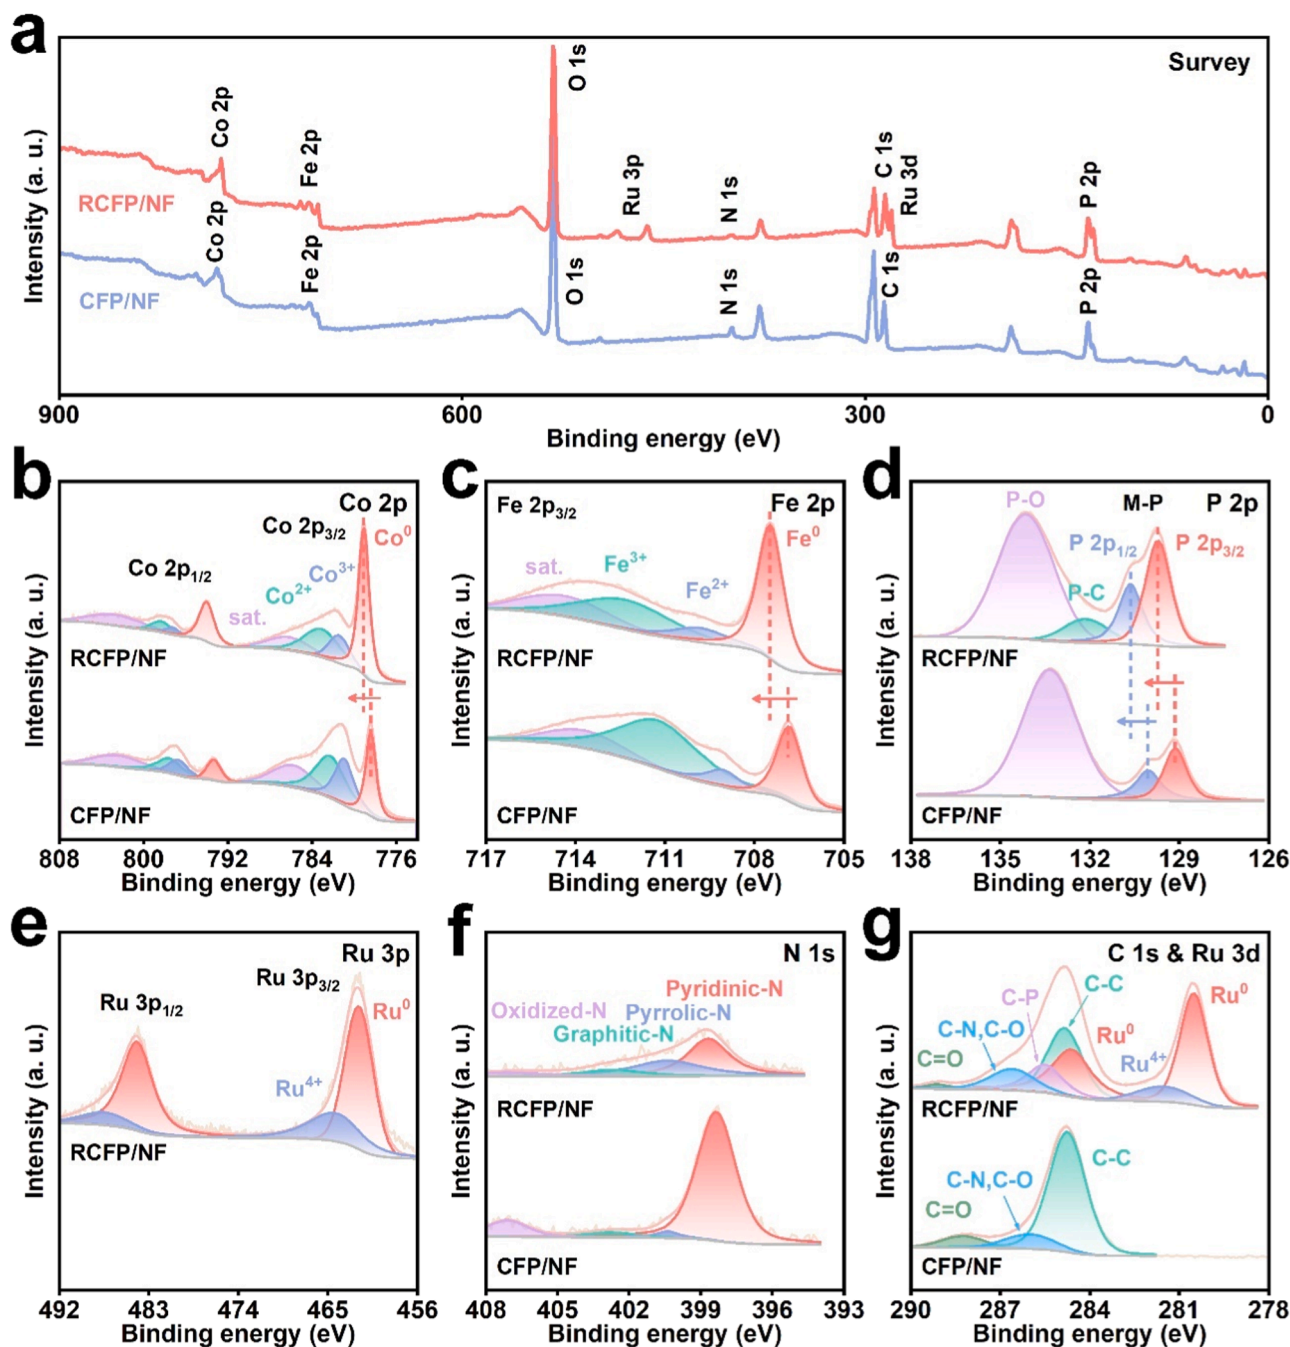 a
Survey
Intensity (a. u.)
RCFP/NF
Co 2p
Fe 2p
O 1s
Ru 3p
N 1s
C 1s
Ru 3d
P 2p
CFP/NF
Co 2p
Fe 2p
O 1s
N 1s
C 1s
P 2p
900
600
300
0
Binding energy (eV)
b
Co 2p
Co 2p3/2
Co0
Co 2p1/2
Co3+
Co2+
sat.
RCFP/NF
CFP/NF
Intensity (a. u.)
808 800 792 784 776
Binding energy (eV)
c
Fe 2p3/2
Fe 2p
Fe0
Fe3+
sat.
Fe2+
RCFP/NF
CFP/NF
Intensity (a. u.)
717 714 711 708 705
Binding energy (eV)
d
P-O
M-P
P 2p
P 2p1/2
P 2p3/2
P-C
RCFP/NF
CFP/NF
Intensity (a. u.)
138 135 132 129 126
Binding energy (eV)
e
Ru 3p
Ru 3p3/2
Ru 3p1/2
Ru0
Ru4+
RCFP/NF
Intensity (a. u.)
492 483 474 465 456
Binding energy (eV)
f
N 1s
Pyridinic-N
Oxidized-N
Pyrrolic-N
Graphitic-N
RCFP/NF
CFP/NF
Intensity (a. u.)
408 405 402 399 396 393
Binding energy (eV)
g
C 1s & Ru 3d
C-C
C-P
Ru0
C-N,C-O
Ru0
Ru4+
C=O
RCFP/NF
C-C
C-N,C-O
C=O
CFP/NF
Intensity (a. u.)
290 287 284 281 278
Binding energy (eV)